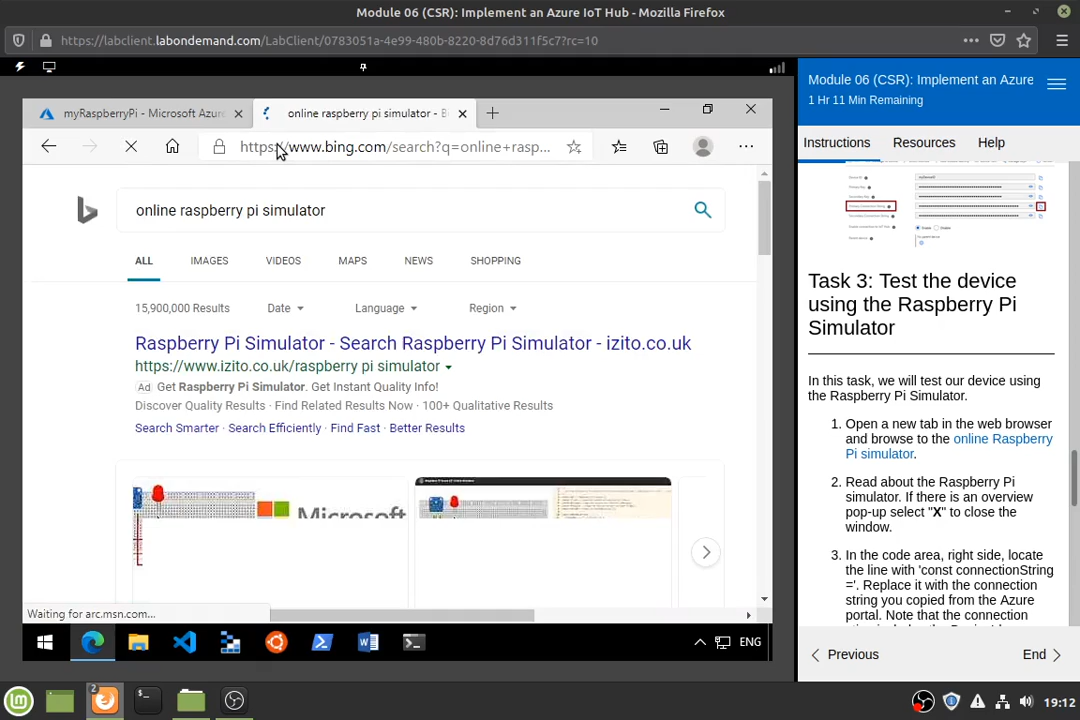 Module 06 (CSR): Implement an Azure IoT Hub - Mozilla Firefox
https://labclient.labondemand.com/LabClient/0783051a-4e99-480b-8220-8d76d311f5c7?rc=10
myRaspberryPi - Microsoft Azur
online raspberry pi simulator - B
https://www.bing.com/search?q=online+rasp...
online raspberry pi simulator
ALL IMAGES VIDEOS MAPS NEWS SHOPPING
15,900,000 Results Date Language Region
Raspberry Pi Simulator - Search Raspberry Pi Simulator - izito.co.uk
https://www.izito.co.uk/raspberry pi simulator
Ad Get Raspberry Pi Simulator. Get Instant Quality Info!
Discover Quality Results · Find Related Results Now · 100+ Qualitative Results
Search Smarter · Search Efficiently · Find Fast · Better Results
Microsoft
Waiting for arc.msn.com...
ENG
Module 06 (CSR): Implement an Azure
1 Hr 11 Min Remaining
Instructions Resources Help
Task 3: Test the device
using the Raspberry Pi
Simulator
In this task, we will test our device using
the Raspberry Pi Simulator.
1. Open a new tab in the web browser
and browse to the online Raspberry
Pi simulator.
2. Read about the Raspberry Pi
simulator. If there is an overview
pop-up select "X" to close the
window.
3. In the code area, right side, locate
the line with 'const connectionString
='. Replace it with the connection
string you copied from the Azure
portal. Note that the connection
Previous End
2
19:12